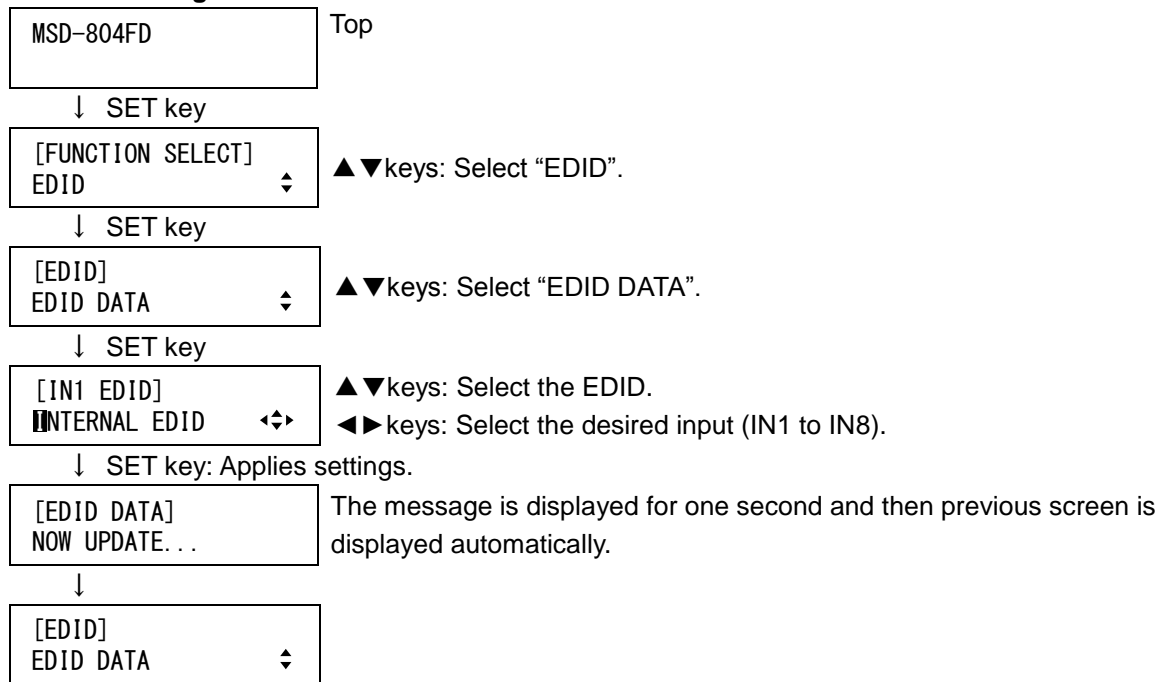 MSD-804FD
Top
↓ SET key
[FUNCTION SELECT]
EDID
▲▼keys: Select “EDID”.
↓ SET key
[EDID]
EDID DATA
▲▼keys: Select “EDID DATA”.
↓ SET key
[IN1 EDID]
INTERNAL EDID
▲▼keys: Select the EDID.
◄►keys: Select the desired input (IN1 to IN8).
↓ SET key: Applies settings.
[EDID DATA]
NOW UPDATE...
The message is displayed for one second and then previous screen is
displayed automatically.
↓
[EDID]
EDID DATA